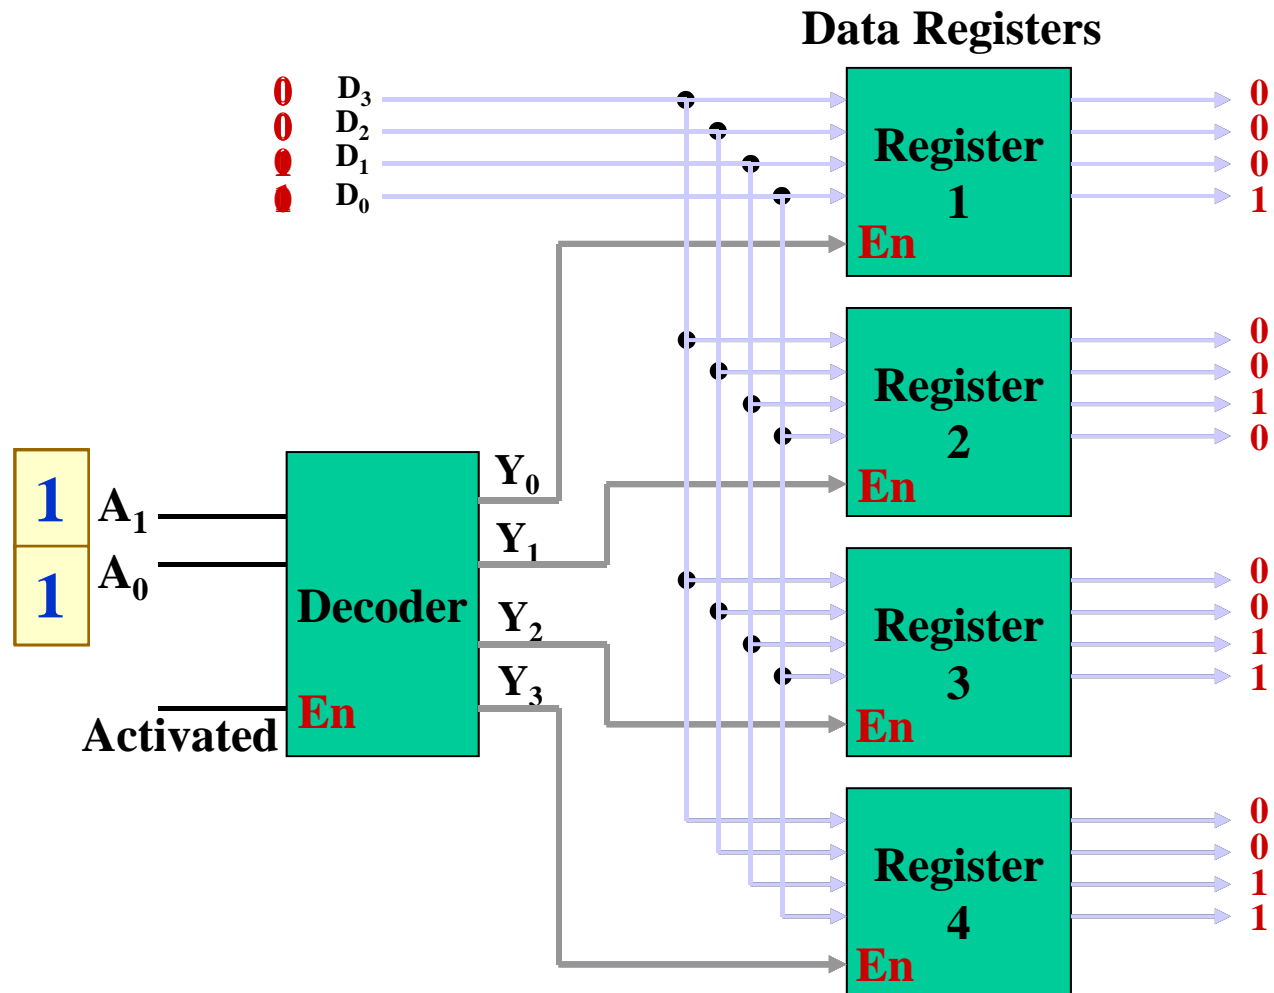 Data Registers
0 D3
0 D2
D1
D0
Register
1
En
0
0
0
1
Register
2
En
0
0
1
0
1 A1
1 A0
Decoder
En
Activated
Y0
Y1
Y2
Y3
Register
3
En
0
0
1
1
Register
4
En
0
0
1
1